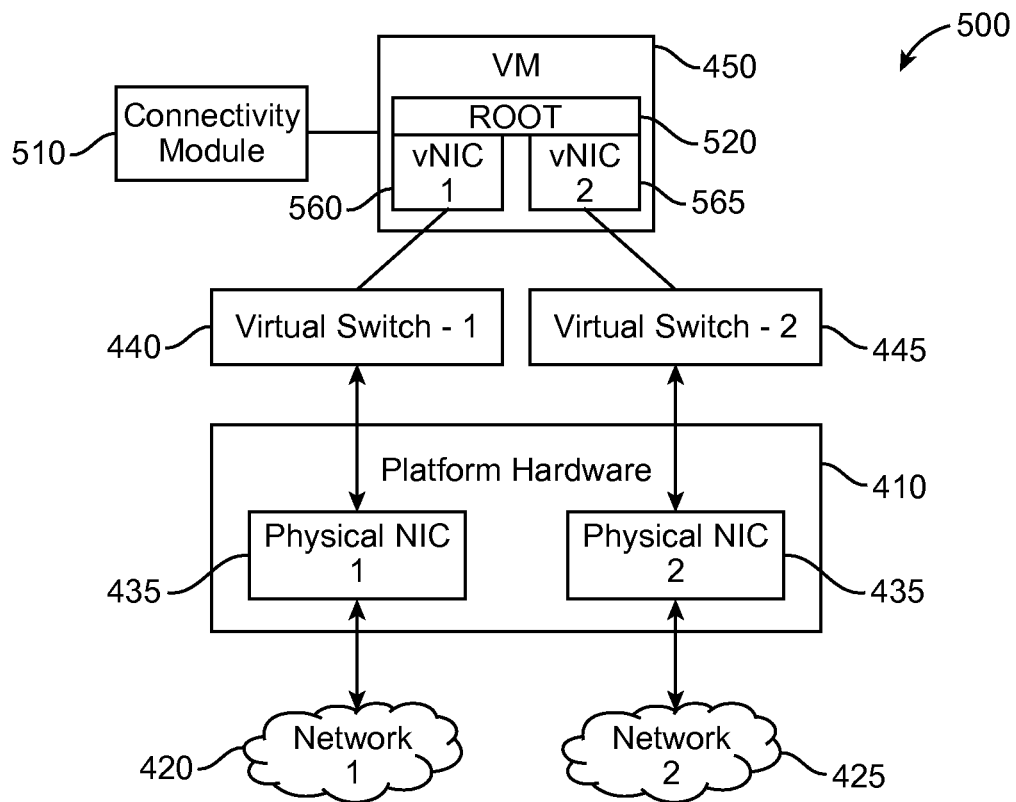 500
VM
450
Connectivity
Module
510
ROOT
520
vNIC
1
vNIC
2
560
565
Virtual Switch - 1
Virtual Switch - 2
440
445
Platform Hardware
410
Physical NIC
1
Physical NIC
2
435
435
Network
1
Network
2
420
425